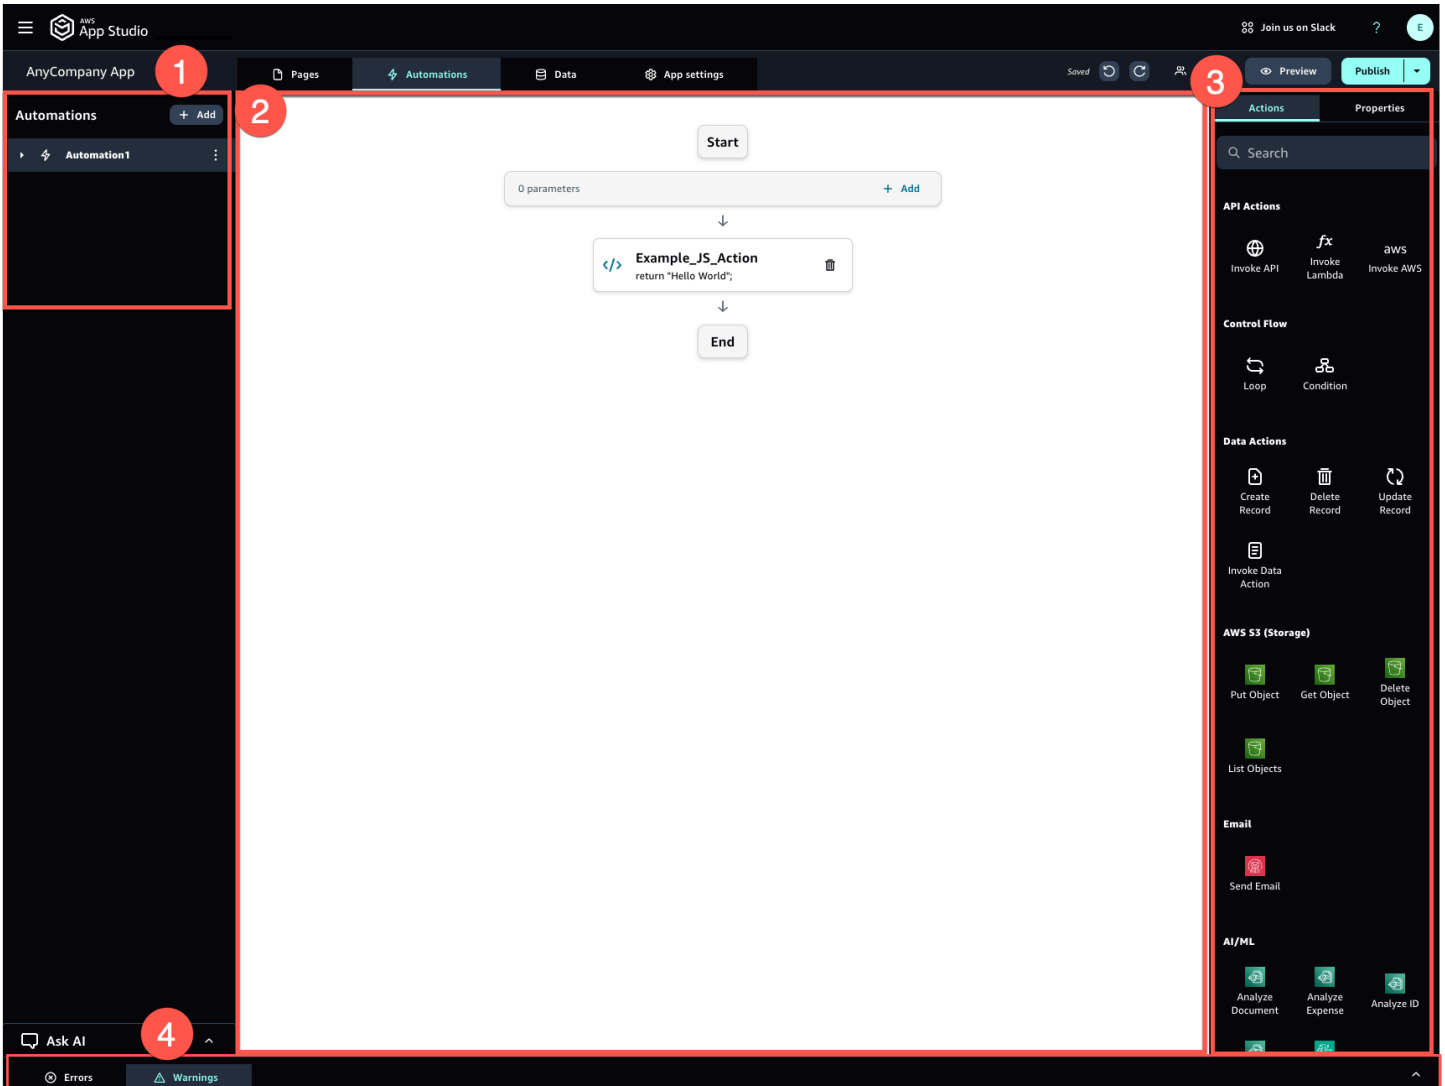 AWS
App Studio
Join us on Slack
?
E
AnyCompany App
1
Pages
Automations
Data
App settings
Saved
3
Preview
Publish
Automations
+ Add
2
Automation1
Start
0 parameters
+ Add
Example_JS_Action
return "Hello World";
End
Actions
Properties
Search
API Actions
Invoke API
fx
Invoke
Lambda
aws
Invoke AWS
Control Flow
Loop
Condition
Data Actions
Create
Record
Delete
Record
Update
Record
Invoke Data
Action
AWS S3 (Storage)
Put Object
Get Object
Delete
Object
List Objects
Email
Send Email
AI/ML
Analyze
Document
Analyze
Expense
Analyze ID
Ask AI
4
Errors
Warnings